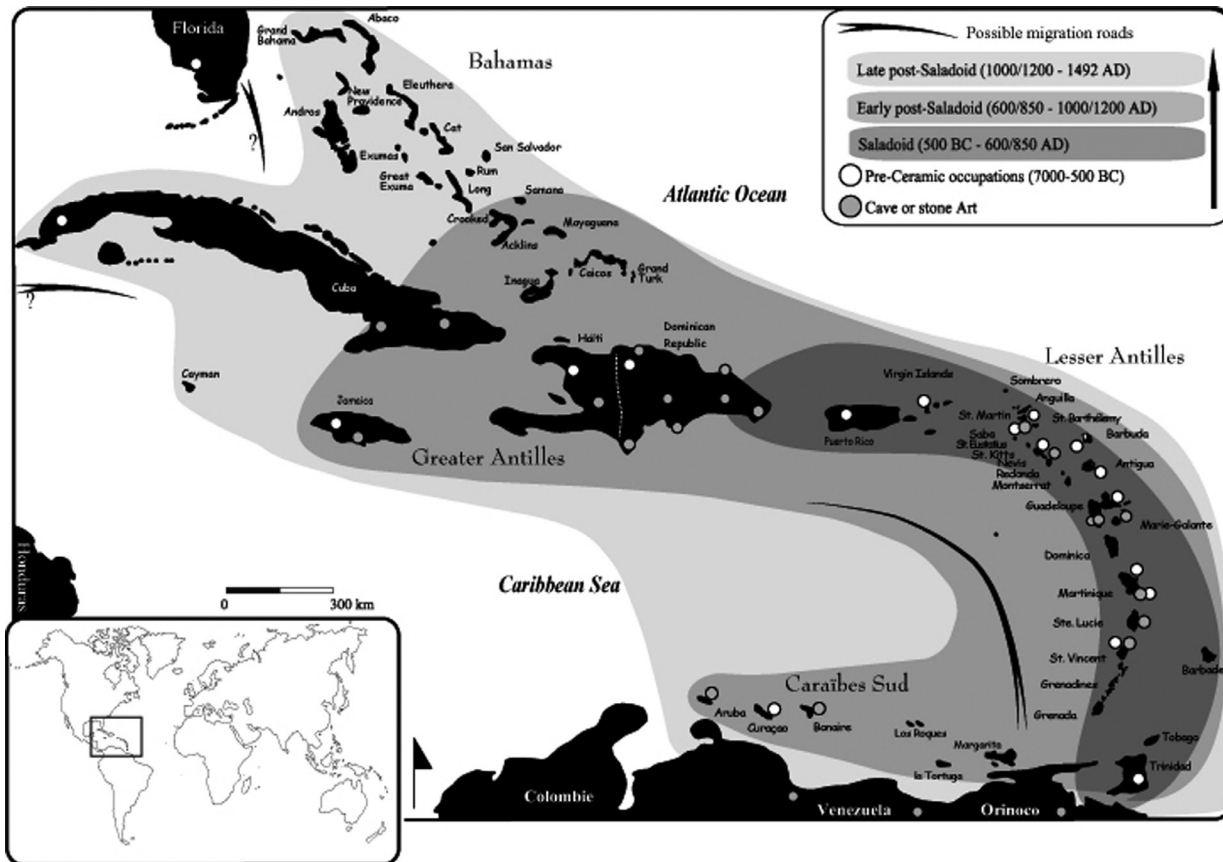 Florida
Grand
Bahama
Abaco
Bahamas
New
Providence
Eleuthera
Andros
Cat
San Salvador
Exumas
Great
Exuma
Rum
Long
Samana
Crooked
Mayaguana
Acklins
Inagua
Caicos
Grand
Turk
?
?
Cuba
Cayman
Jamaica
Haïti
Dominican
Republic
Greater Antilles
Atlantic Ocean
Possible migration roads
Late post-Saladoid (1000/1200 - 1492 AD)
Early post-Saladoid (600/850 - 1000/1200 AD)
Saladoid (500 BC - 600/850 AD)
Pre-Ceramic occupations (7000-500 BC)
Cave or stone Art
Lesser Antilles
Virgin Islands
Puerto Rico
Sombrero
Anguilla
St. Martin
St. Barthélemy
Saba
Barbuda
St. Eustatius
St. Kitts
Nevis
Antigua
Redonda
Montserrat
Guadeloupe
Marie-Galante
Dominica
Martinique
Ste. Lucie
St. Vincent
Barbade
Grenadines
Grenada
Tobago
Trinidad
Honduras
Caribbean Sea
0 300 km
Caraïbes Sud
Aruba
Curaçao
Bonaire
Los Roques
Margarita
la Tortuga
Colombie
Venezuela
Orinoco